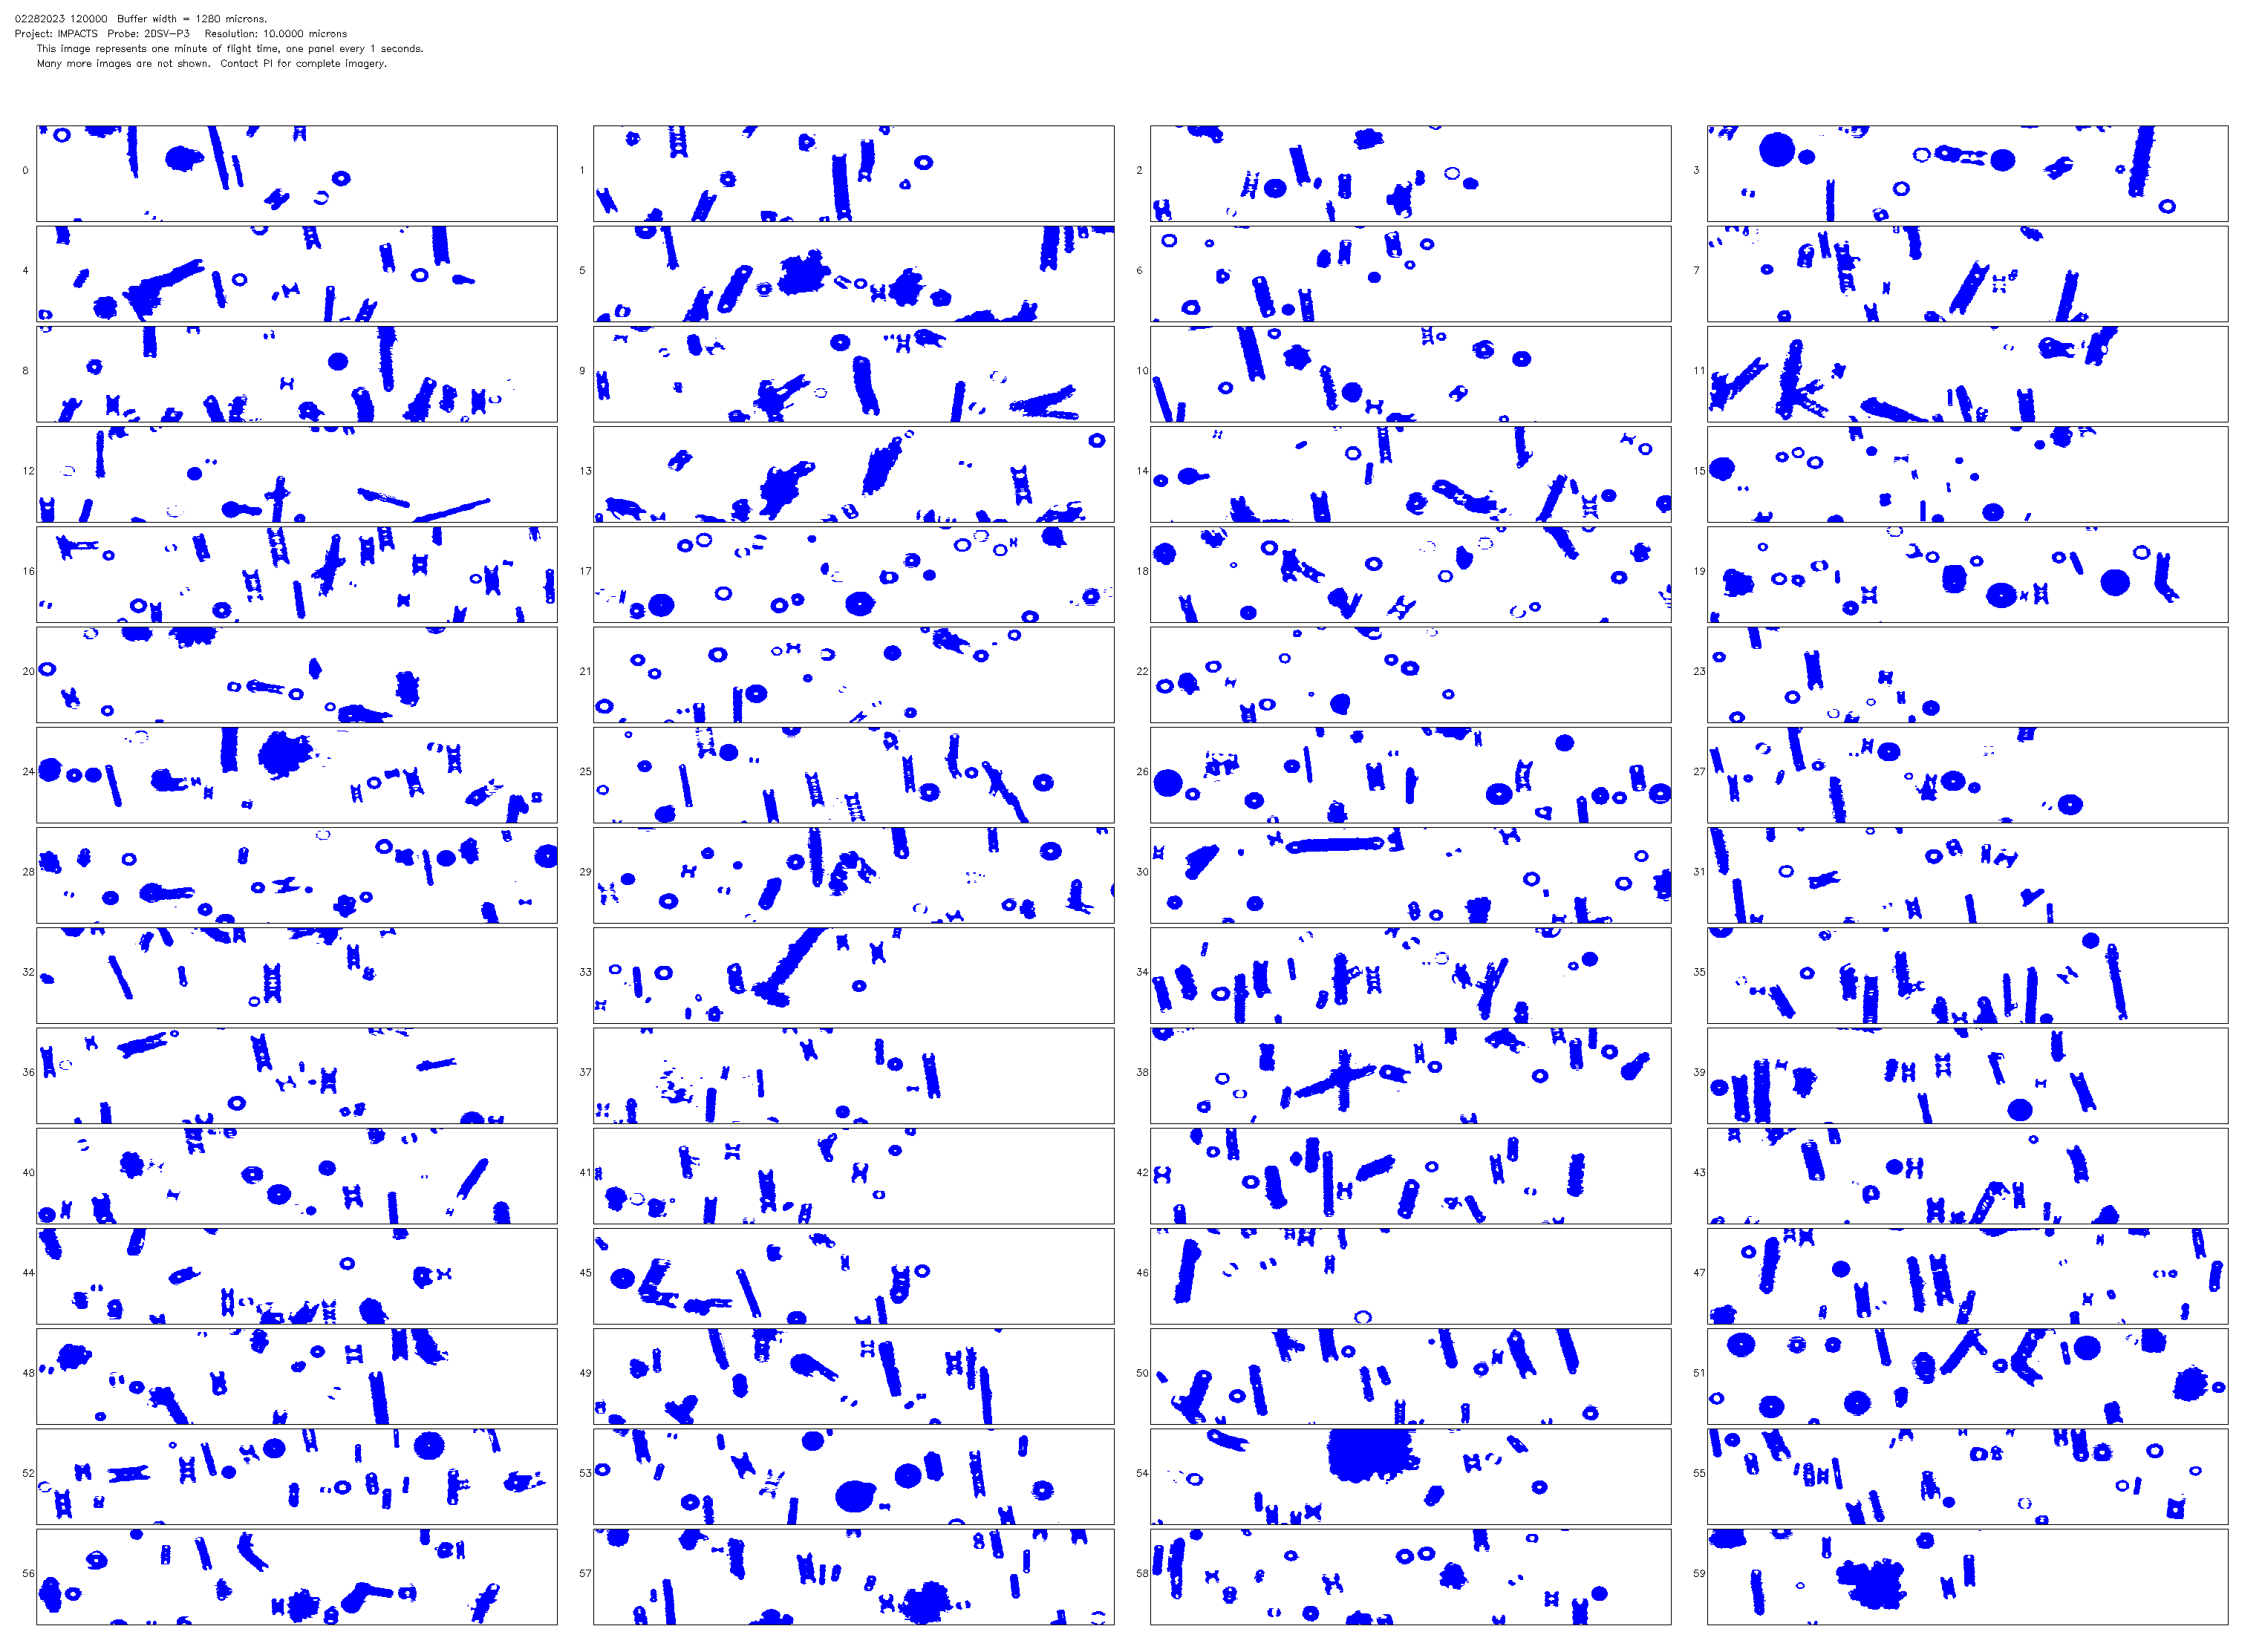 02282023 120000 Buffer width = 1280 microns.
Project: IMPACTS Probe: 2DSV-P3 Resolution: 10.0000 microns
This image represents one minute of flight time, one panel every 1 seconds.
Many more images are not shown. Contact PI for complete imagery.
0 1 2 3
4 5 6 7
8 9 10 11
12 13 14 15
16 17 18 19
20 21 22 23
24 25 26 27
28 29 30 31
32 33 34 35
36 37 38 39
40 41 42 43
44 45 46 47
48 49 50 51
52 53 54 55
56 57 58 59